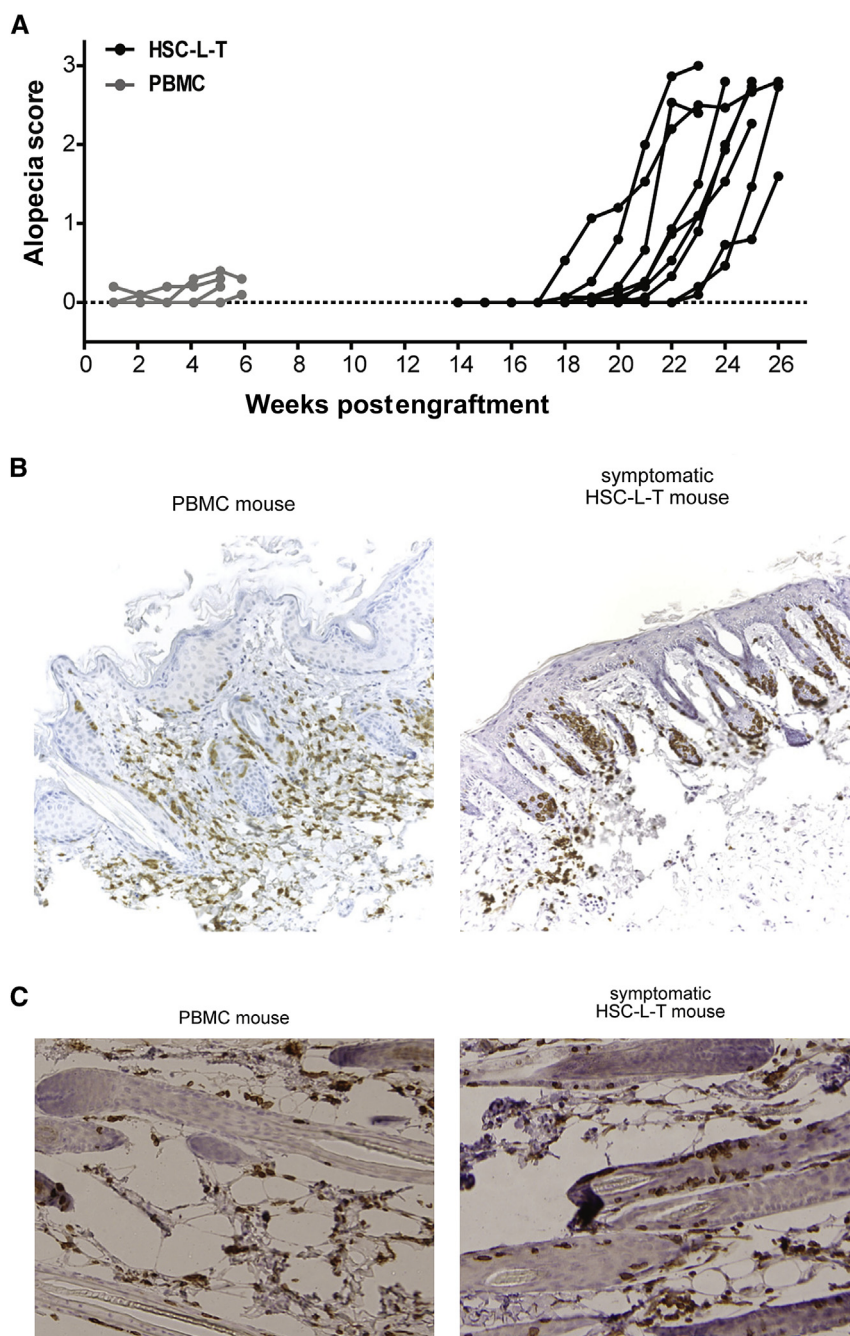 A
HSC-L-T
PBMC
Alopecia score
3
2
1
0
0 2 4 6 8 10 12 14 16 18 20 22 24 26
Weeks postengraftment
B
PBMC mouse
symptomatic
HSC-L-T mouse
C
PBMC mouse
symptomatic
HSC-L-T mouse